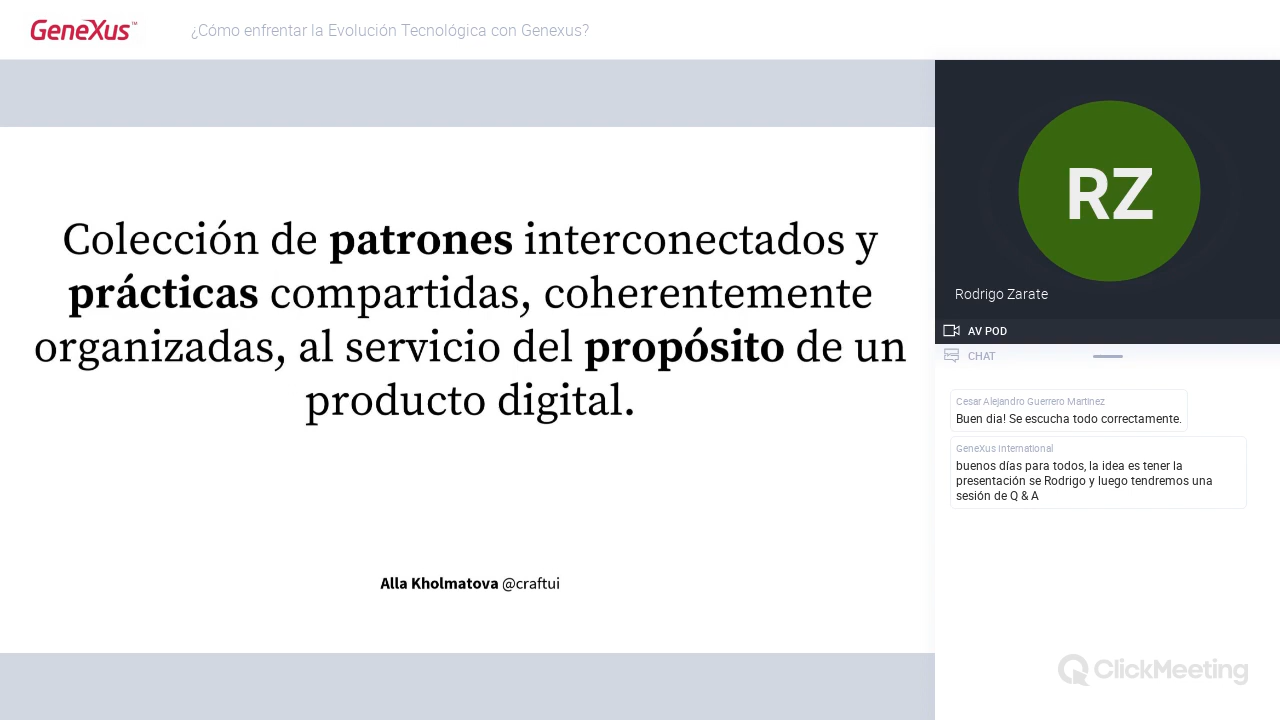 GeneXus™
¿Cómo enfrentar la Evolución Tecnológica con Genexus?
Colección de patrones interconectados y
prácticas compartidas, coherentemente
organizadas, al servicio del propósito de un
producto digital.
Alla Kholmatova @craftui
RZ
Rodrigo Zarate
AV POD
CHAT
Cesar Alejandro Guerrero Martinez
Buen dia! Se escucha todo correctamente.
GeneXus International
buenos días para todos, la idea es tener la
presentación se Rodrigo y luego tendremos una
sesión de Q & A
ClickMeeting